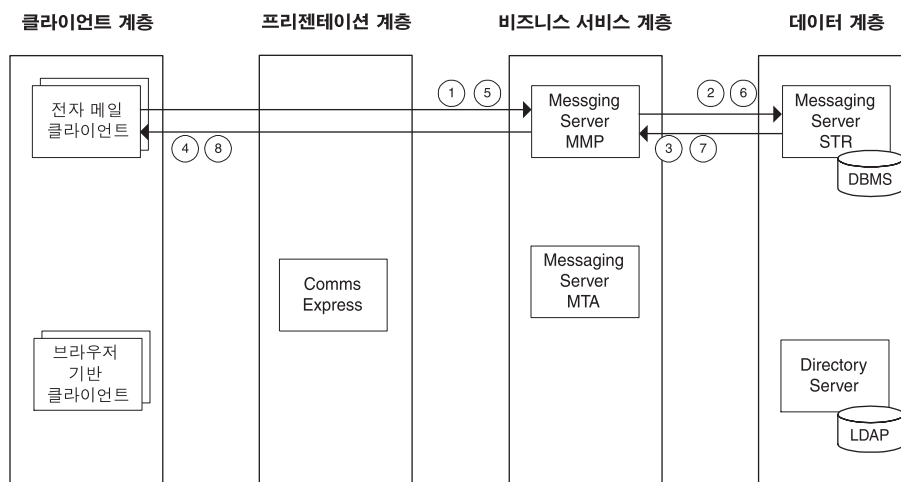 클라이언트 계층
프리젠테이션 계층
비즈니스 서비스 계층
데이터 계층
전자 메일
클라이언트
1 5
4 8
Messging
Server
MMP
2 6
3 7
Messaging
Server
STR
DBMS
Comms
Express
Messaging
Server
MTA
브라우저
기반
클라이언트
Directory
Server
LDAP